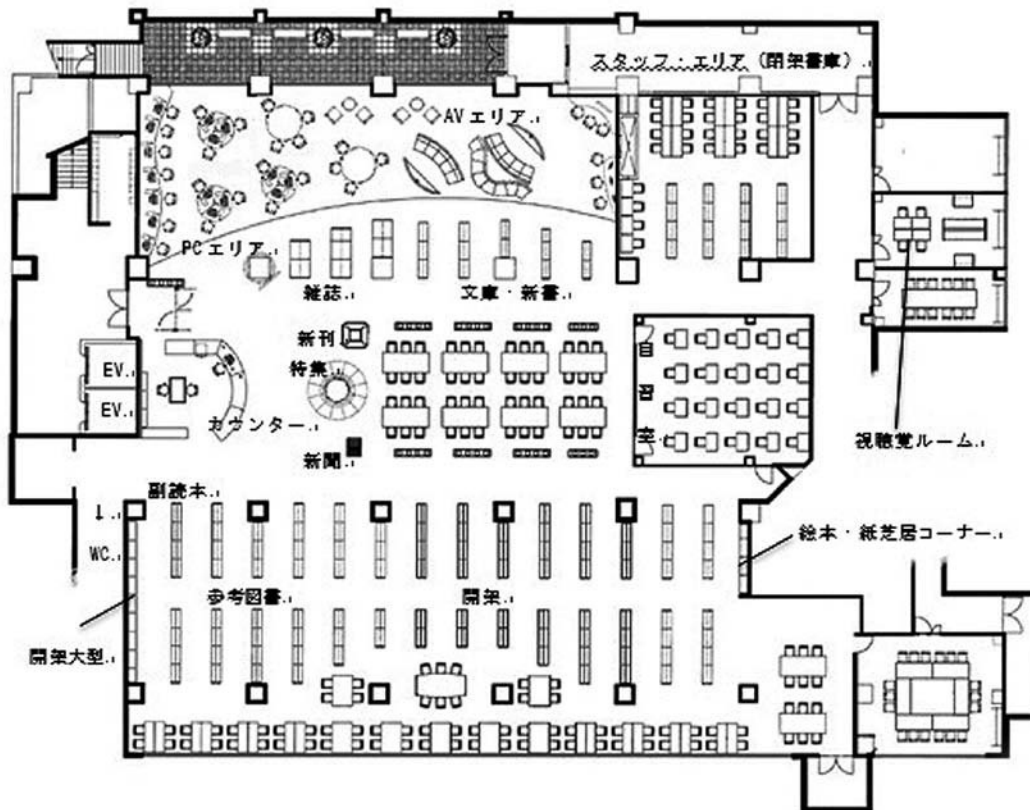 スタッフ・エリア（閉架書庫）
AVエリア
PCエリア
雑誌
文庫・新書
新刊
特集
自習室
EV
EV
カウンター
視聴覚ルーム
新聞
副読本
↓
WC
絵本・紙芝居コーナー
参考図書
開架
開架大型